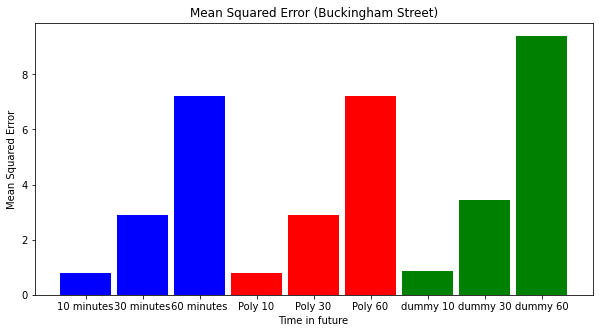 Mean Squared Error (Buckingham Street)
Mean Squared Error
8
6
4
2
0
10 minutes 30 minutes 60 minutes Poly 10 Poly 30 Poly 60 dummy 10 dummy 30 dummy 60
Time in future